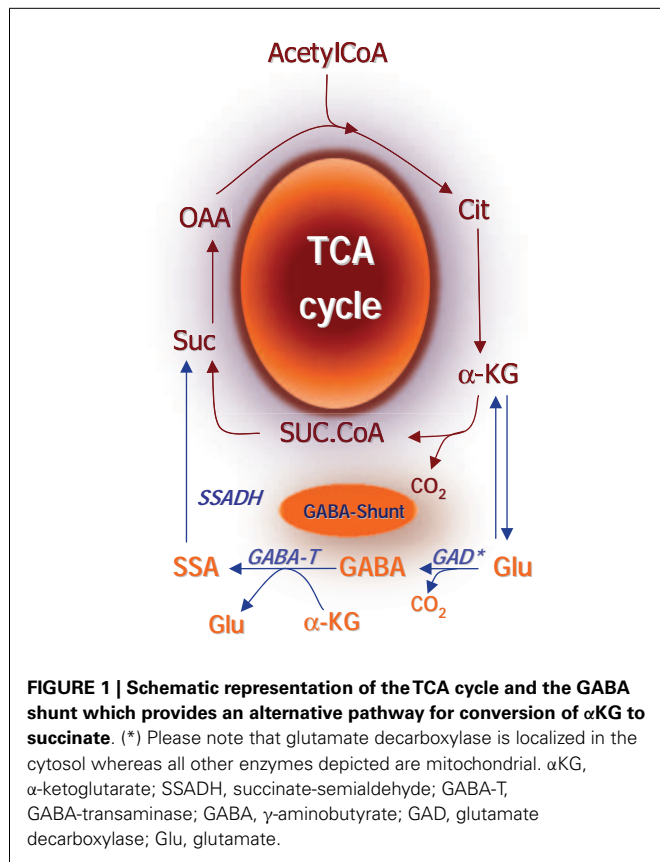 AcetylCoA
OAA
Cit
TCA
cycle
Suc
α-KG
SUC.CoA
CO2
SSADH
GABA-Shunt
SSA
GABA-T
GABA
GAD*
Glu
CO2
Glu
α-KG
FIGURE 1 | Schematic representation of the TCA cycle and the GABA
shunt which provides an alternative pathway for conversion of αKG to
succinate. (*) Please note that glutamate decarboxylase is localized in the
cytosol whereas all other enzymes depicted are mitochondrial. αKG,
α-ketoglutarate; SSADH, succinate-semialdehyde; GABA-T,
GABA-transaminase; GABA, γ-aminobutyrate; GAD, glutamate
decarboxylase; Glu, glutamate.